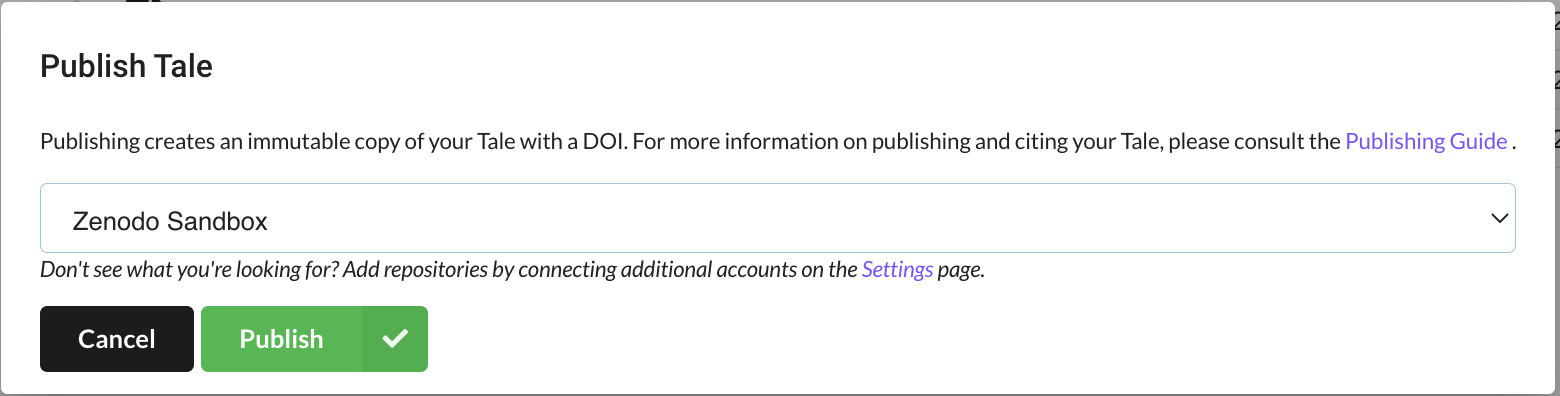 Publish Tale
Publishing creates an immutable copy of your Tale with a DOI. For more information on publishing and citing your Tale, please consult the Publishing Guide .
Zenodo Sandbox
Don't see what you're looking for? Add repositories by connecting additional accounts on the Settings page.
Cancel Publish